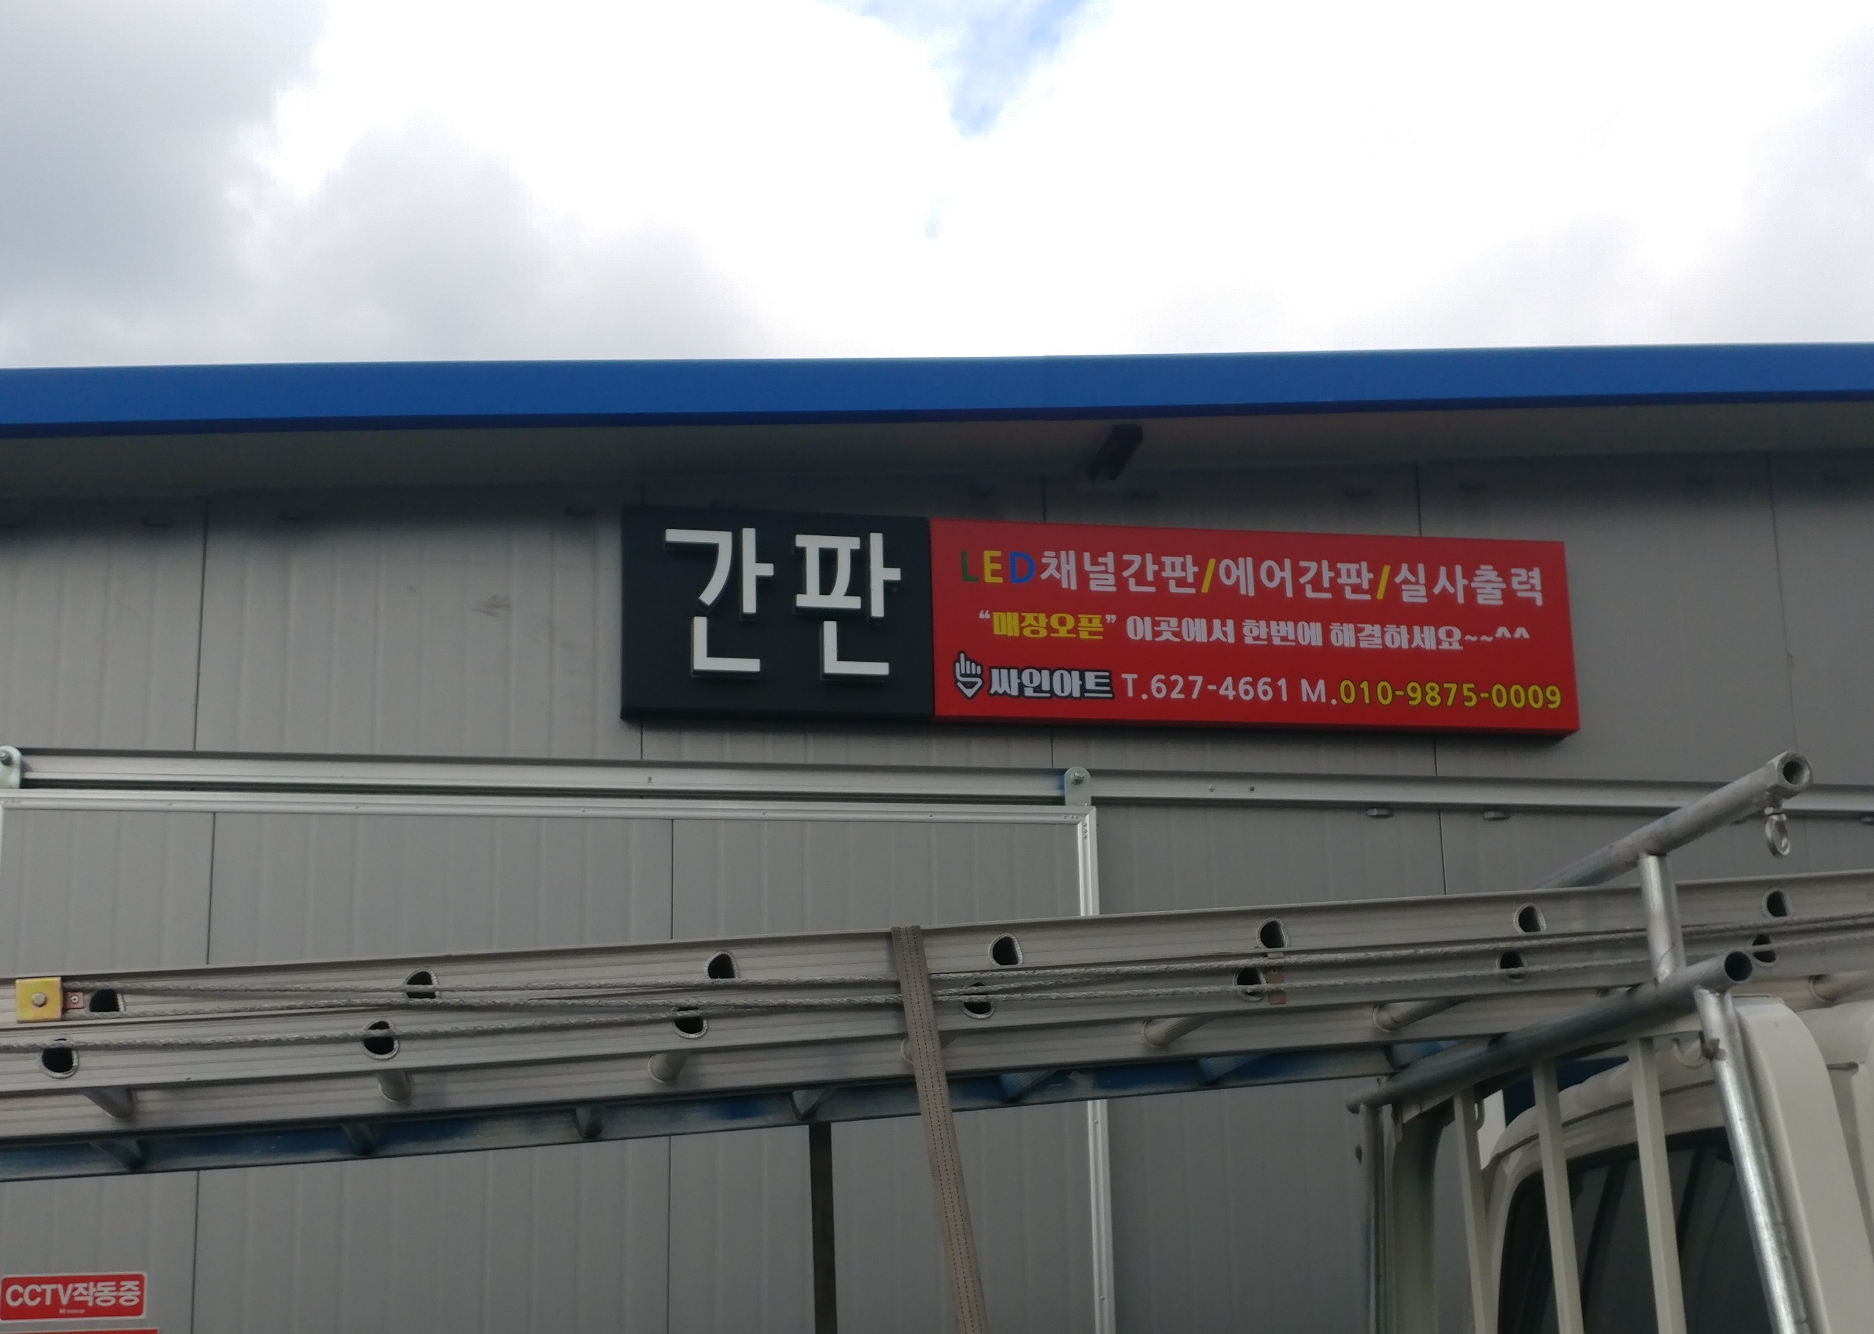 간판
LED채널간판/에어간판/실사출력
“매장오픈” 이곳에서 한번에 해결하세요~~^^
싸인아트 T.627-4661 M.010-9875-0009
CCTV작동중